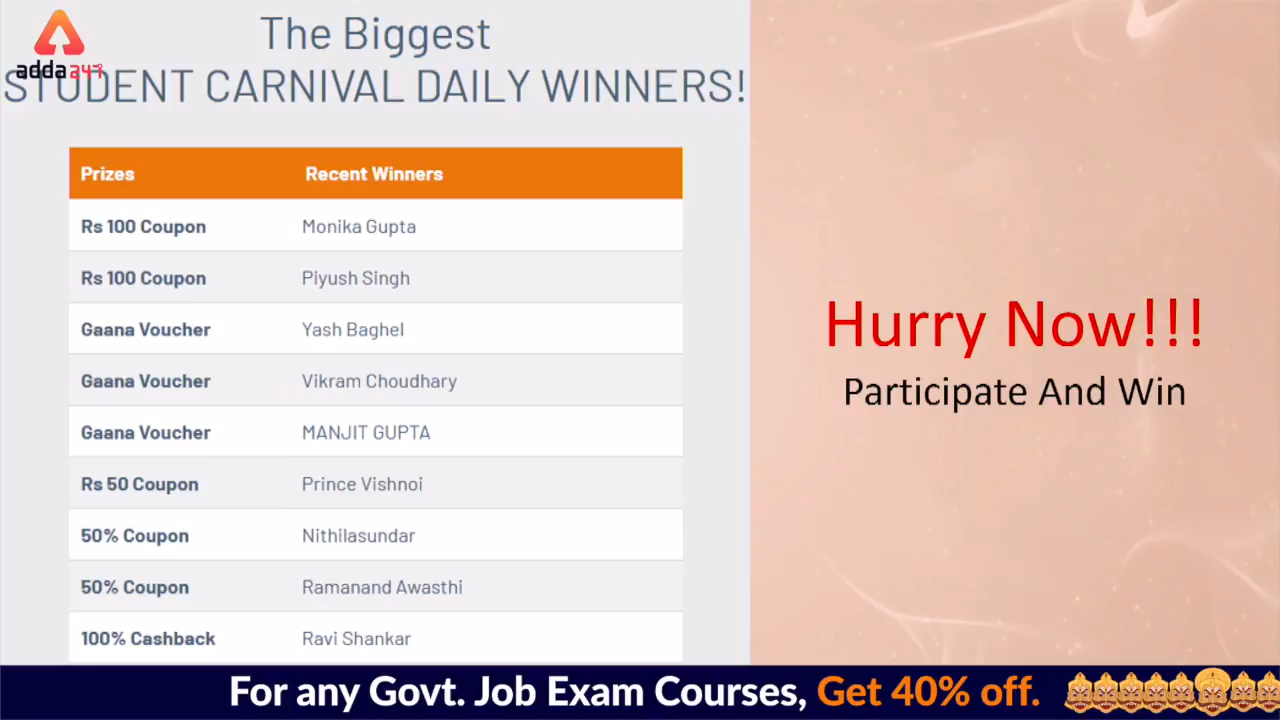 The Biggest
adda247
STUDENT CARNIVAL DAILY WINNERS!
Prizes Recent Winners
Rs 100 Coupon Monika Gupta
Rs 100 Coupon Piyush Singh
Gaana Voucher Yash Baghel
Gaana Voucher Vikram Choudhary
Gaana Voucher MANJIT GUPTA
Rs 50 Coupon Prince Vishnoi
50% Coupon Nithilasundar
50% Coupon Ramanand Awasthi
100% Cashback Ravi Shankar
Hurry Now!!!
Participate And Win
For any Govt. Job Exam Courses, Get 40% off.